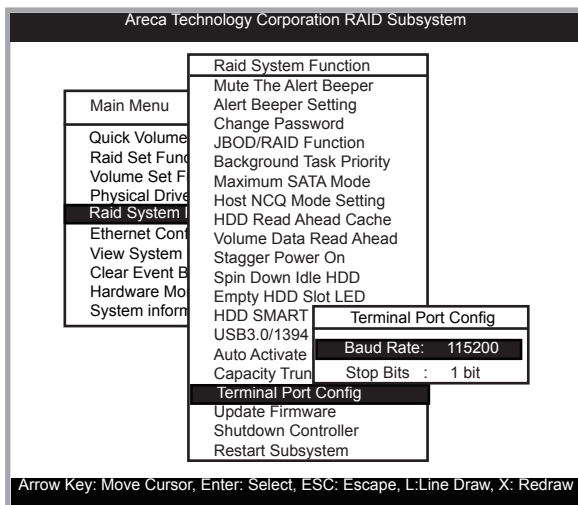 Areca Technology Corporation RAID Subsystem
Main Menu
Quick Volume
Raid Set Func
Volume Set F
Physical Drive
Raid System
Ethernet Conf
View System
Clear Event B
Hardware Mo
System inform
Raid System Function
Mute The Alert Beeper
Alert Beeper Setting
Change Password
JBOD/RAID Function
Background Task Priority
Maximum SATA Mode
Host NCQ Mode Setting
HDD Read Ahead Cache
Volume Data Read Ahead
Stagger Power On
Spin Down Idle HDD
Empty HDD Slot LED
HDD SMART
USB3.0/1394
Auto Activate
Capacity Trun
Terminal Port Config
Update Firmware
Shutdown Controller
Restart Subsystem
Terminal Port Config
Baud Rate: 115200
Stop Bits : 1 bit
Arrow Key: Move Cursor, Enter: Select, ESC: Escape, L:Line Draw, X: Redraw